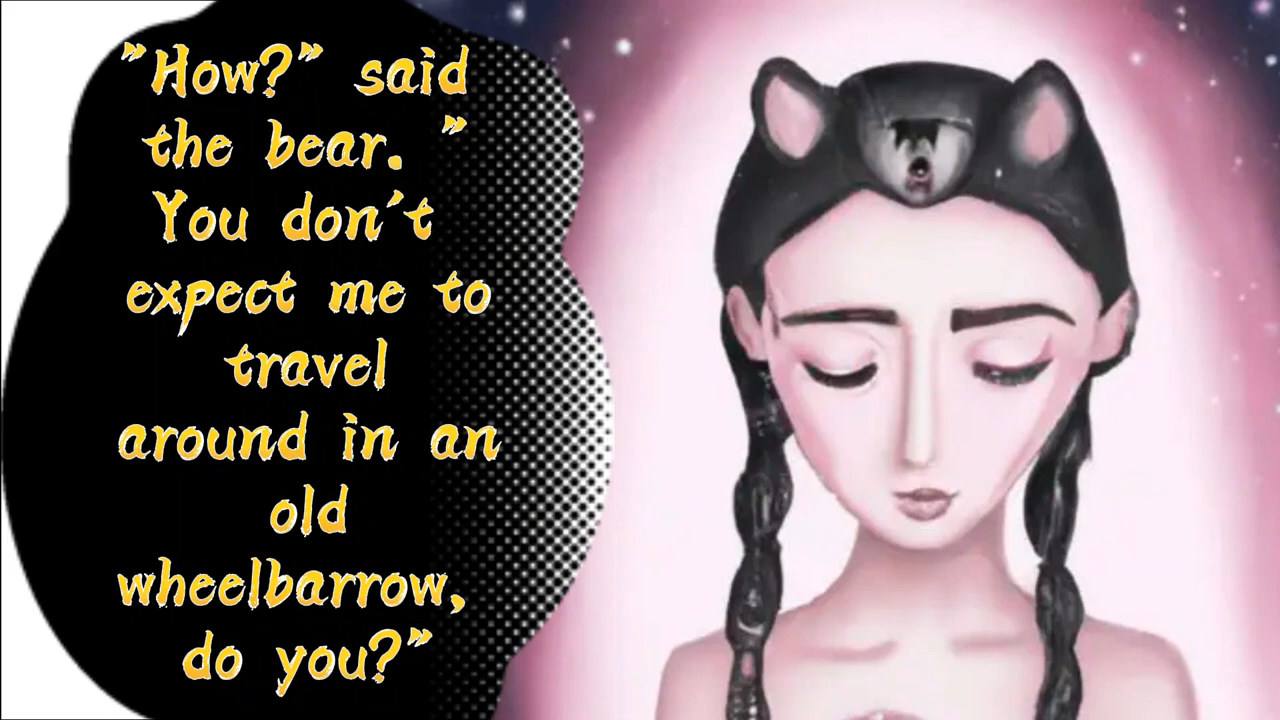 "How?" said
the bear. "
You don't
expect me to
travel
around in an
old
wheelbarrow,
do you?"